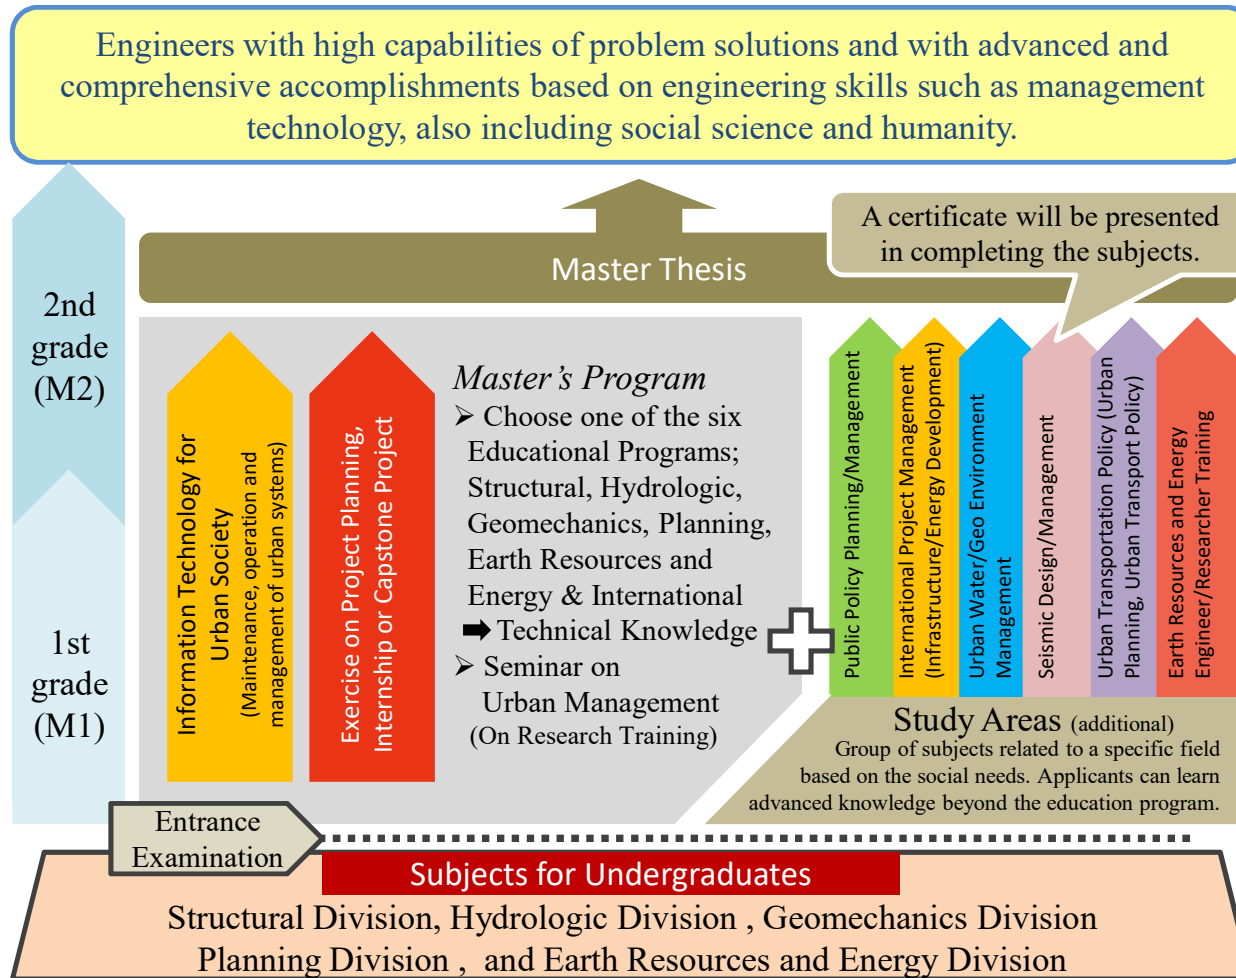 Engineers with high capabilities of problem solutions and with advanced and
comprehensive accomplishments based on engineering skills such as management
technology, also including social science and humanity.
A certificate will be presented
in completing the subjects.
Master Thesis
2nd
grade
(M2)
1st
grade
(M1)
Information Technology for
Urban Society
(Maintenance, operation and
management of urban systems)
Exercise on Project Planning,
Internship or Capstone Project
Master’s Program
➢ Choose one of the six
Educational Programs;
Structural, Hydrologic,
Geomechanics, Planning,
Earth Resources and
Energy & International
➡ Technical Knowledge
➢ Seminar on
Urban Management
(On Research Training)
Public Policy Planning/Management
International Project Management
(Infrastructure/Energy Development)
Urban Water/Geo Environment
Management
Seismic Design/Management
Urban Transportation Policy (Urban
Planning, Urban Transport Policy)
Earth Resources and Energy
Engineer/Researcher Training
Study Areas (additional)
Group of subjects related to a specific field
based on the social needs. Applicants can learn
advanced knowledge beyond the education program.
Entrance
Examination
Subjects for Undergraduates
Structural Division, Hydrologic Division , Geomechanics Division
Planning Division , and Earth Resources and Energy Division